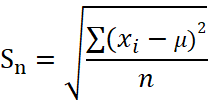 Sₙ = √(∑(xᵢ − μ)² / n)